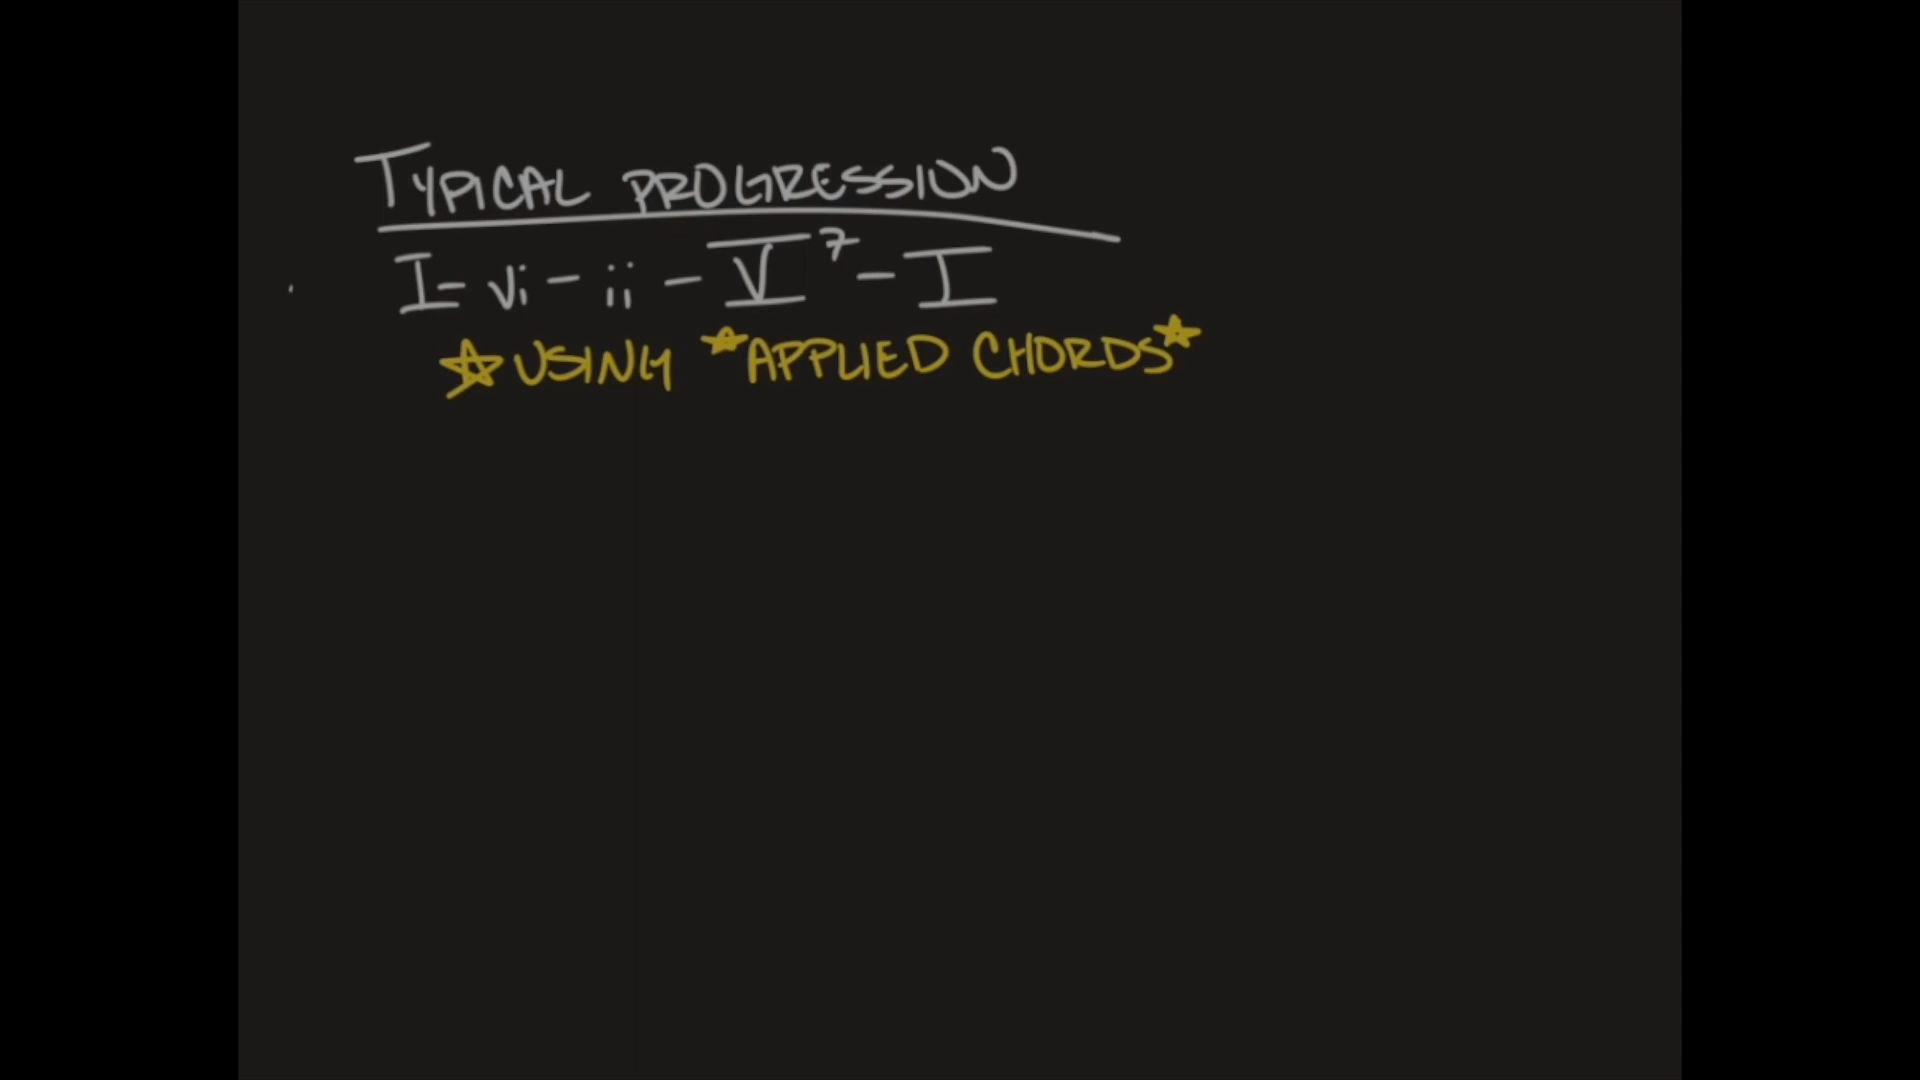 TYPICAL PROGRESSION
I - vi - ii - V⁷ - I
☆ USING *APPLIED CHORDS*